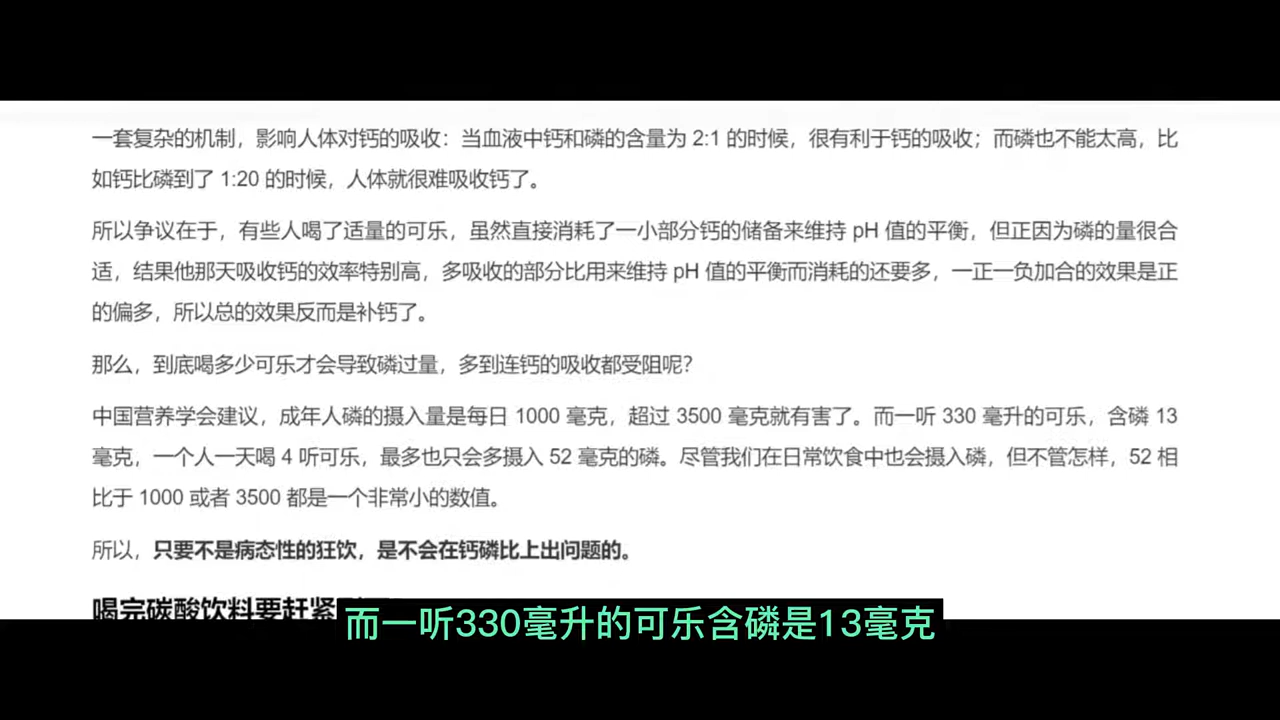 一套复杂的机制，影响人体对钙的吸收：当血液中钙和磷的含量为 2:1 的时候，很有利于钙的吸收；而磷也不能太高，比
如钙比磷到了 1:20 的时候，人体就很难吸收钙了。
所以争议在于，有些人喝了适量的可乐，虽然直接消耗了一小部分钙的储备来维持 pH 值的平衡，但正因为磷的量很合
适，结果他那天吸收钙的效率特别高，多吸收的部分比用来维持 pH 值的平衡而消耗的还要多，一正一负加合的效果是正
的偏多，所以总的效果反而是补钙了。
那么，到底喝多少可乐才会导致磷过量，多到连钙的吸收都受阻呢？
中国营养学会建议，成年人磷的摄入量是每日 1000 毫克，超过 3500 毫克就有害了。而一听 330 毫升的可乐，含磷 13
毫克，一个人一天喝 4 听可乐，最多也只会多摄入 52 毫克的磷。尽管我们在日常饮食中也会摄入磷，但不管怎样，52 相
比于 1000 或者 3500 都是一个非常小的数值。
所以，只要不是病态性的狂饮，是不会在钙磷比上出问题的。
喝完碳酸饮料要赶紧
而一听330毫升的可乐含磷是13毫克